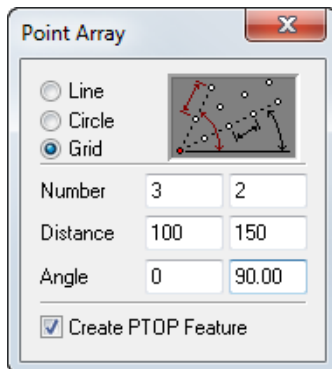 Point Array
Line
Circle
Grid
Number 3 2
Distance 100 150
Angle 0 90.00
Create PTOP Feature